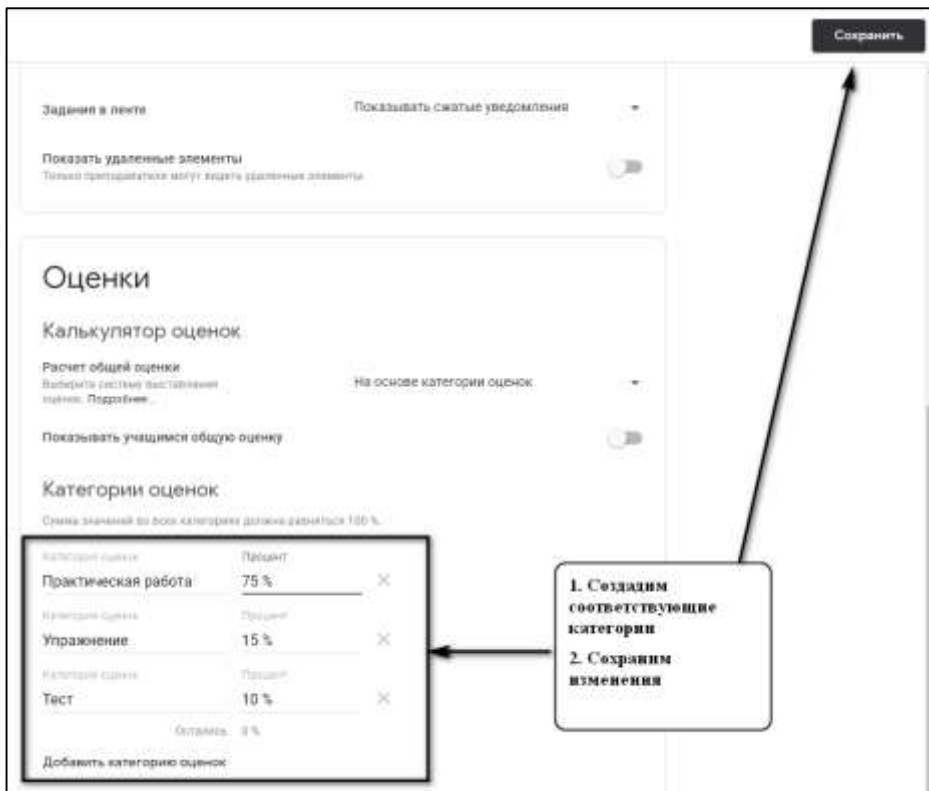 Сохранить
Задания в ленте
Показывать сжатые уведомления
Показать удаленные элементы
Только преподаватели могут видеть удаленные элементы.
Оценки
Калькулятор оценок
Расчет общей оценки
Выберите систему выставления
оценок. Подробнее…
На основе категории оценок
Показывать учащимся общую оценку
Категории оценок
Сумма значений во всех категориях должна равняться 100 %.
Категория оценки Процент
Практическая работа 75 %
Категория оценки Процент
Упражнение 15 %
Категория оценки Процент
Тест 10 %
Осталось 0 %
Добавить категорию оценок
1. Создадим
соответствующие
категории
2. Сохраним
изменения